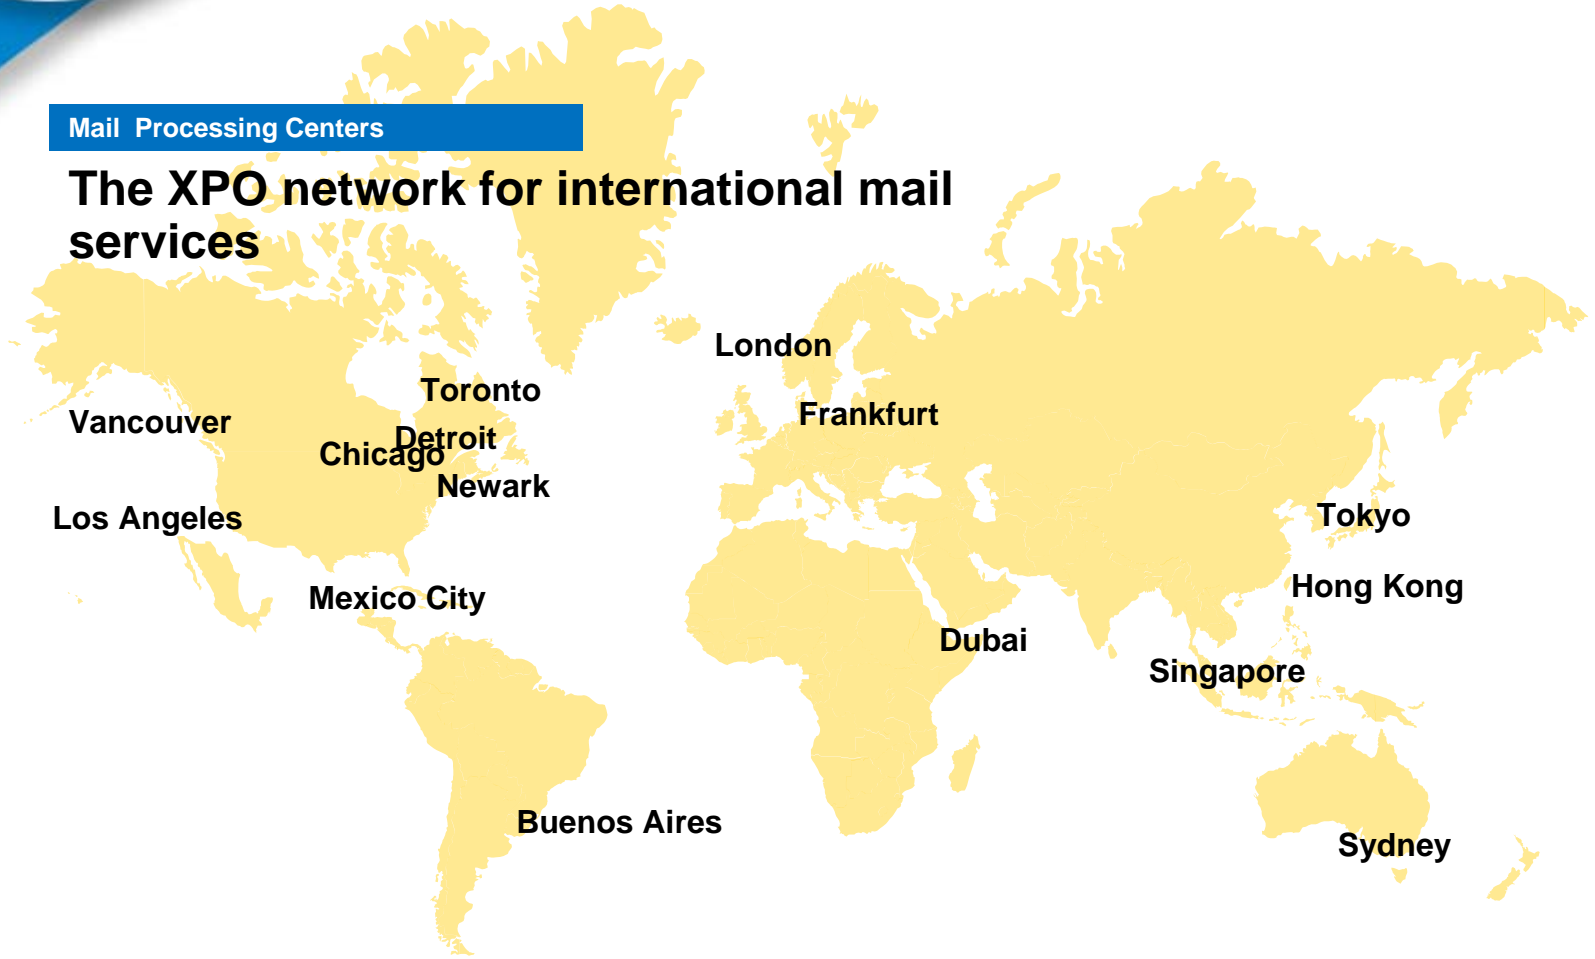 Mail Processing Centers
The XPO network for international mail
services
London
Toronto
Vancouver
Frankfurt
Detroit
Chicago
Newark
Los Angeles
Tokyo
Mexico City
Hong Kong
Dubai
Singapore
Buenos Aires
Sydney